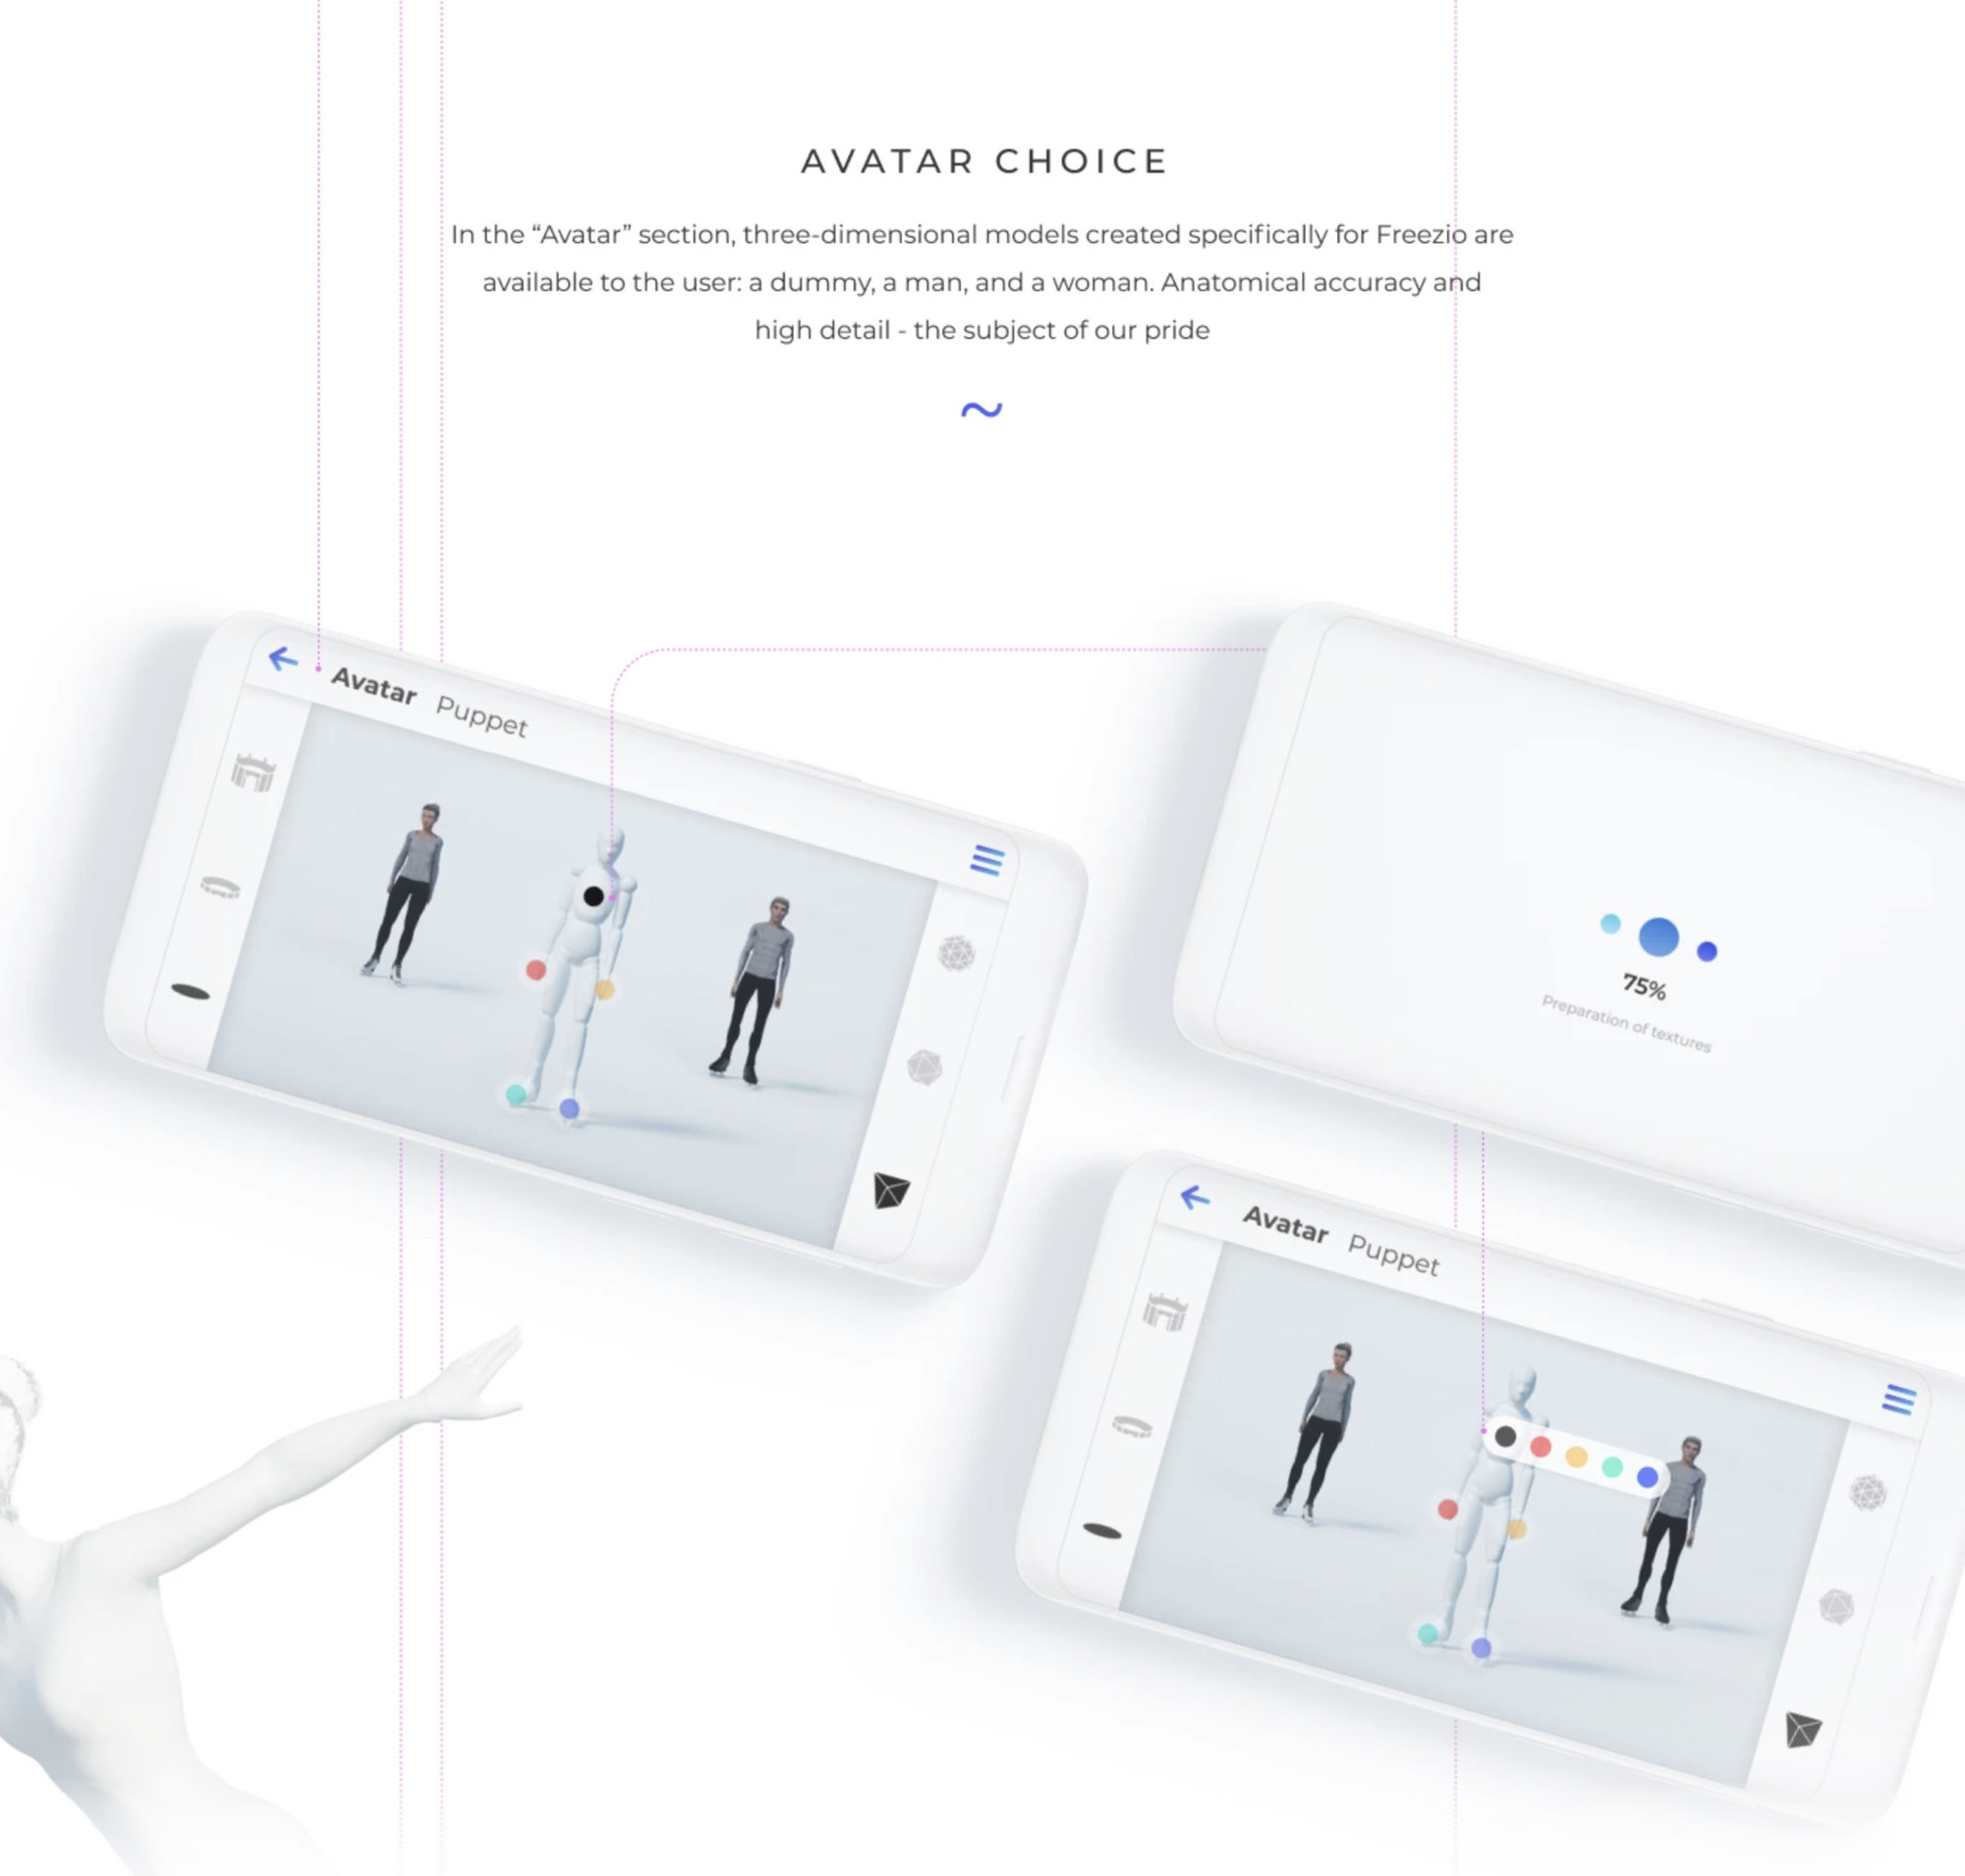 AVATAR CHOICE
In the “Avatar” section, three-dimensional models created specifically for Freezio are
available to the user: a dummy, a man, and a woman. Anatomical accuracy and
high detail - the subject of our pride
~
Avatar Puppet
75%
Preparation of textures
Avatar Puppet